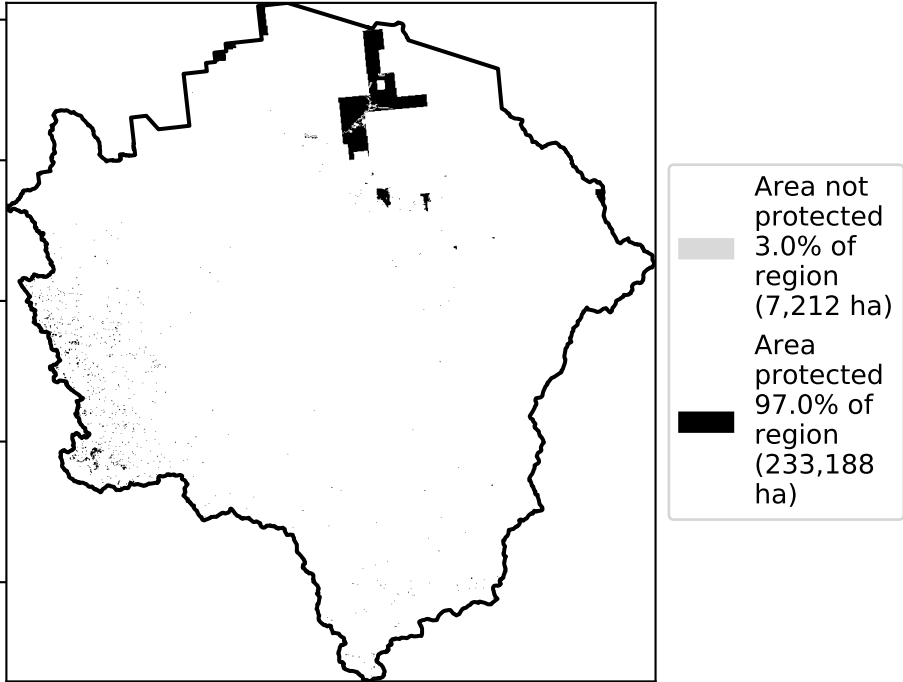 Area not
protected
3.0% of
region
(7,212 ha)
Area
protected
97.0% of
region
(233,188
ha)